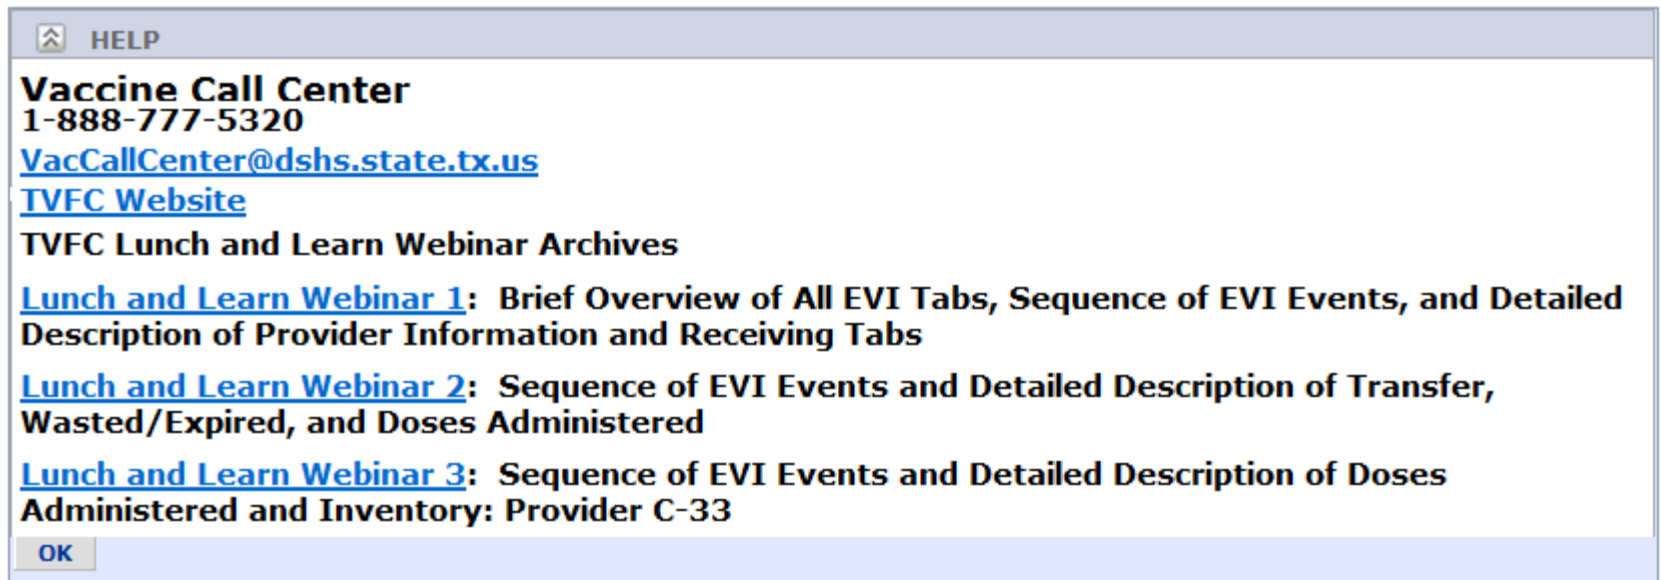 HELP
Vaccine Call Center
1-888-777-5320
VacCallCenter@dshs.state.tx.us
TVFC Website
TVFC Lunch and Learn Webinar Archives
Lunch and Learn Webinar 1:  Brief Overview of All EVI Tabs, Sequence of EVI Events, and Detailed
Description of Provider Information and Receiving Tabs
Lunch and Learn Webinar 2:  Sequence of EVI Events and Detailed Description of Transfer,
Wasted/Expired, and Doses Administered
Lunch and Learn Webinar 3:  Sequence of EVI Events and Detailed Description of Doses
Administered and Inventory: Provider C-33
OK